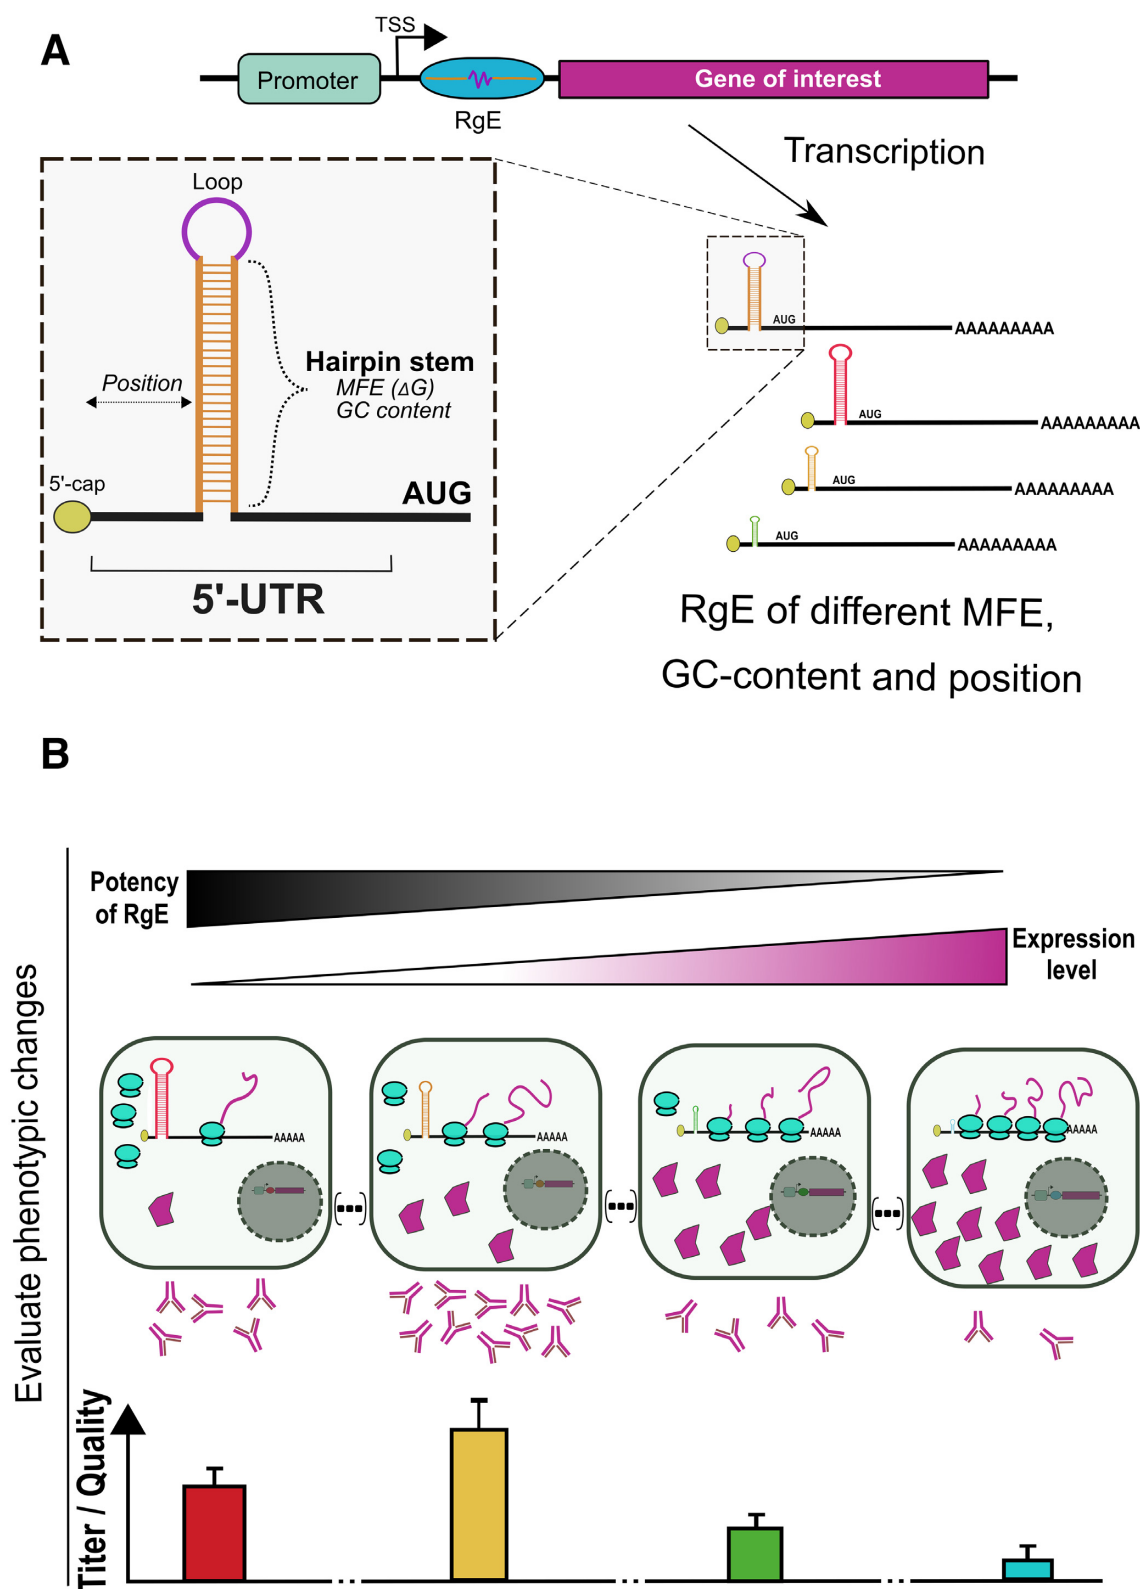 A
TSS
Promoter
Gene of interest
RgE
Transcription
Loop
Hairpin stem
MFE (ΔG)
GC content
Position
5'-cap
AUG
5'-UTR
AUG
AAAAAAAAA
AUG
AAAAAAAAA
AUG
AAAAAAAAA
AUG
AAAAAAAAA
RgE of different MFE,
GC-content and position
B
Evaluate phenotypic changes
Potency
of RgE
Expression
level
AAAAA
AAAAA
AAAAA
AAAAA
(...)
(...)
(...)
Titer / Quality